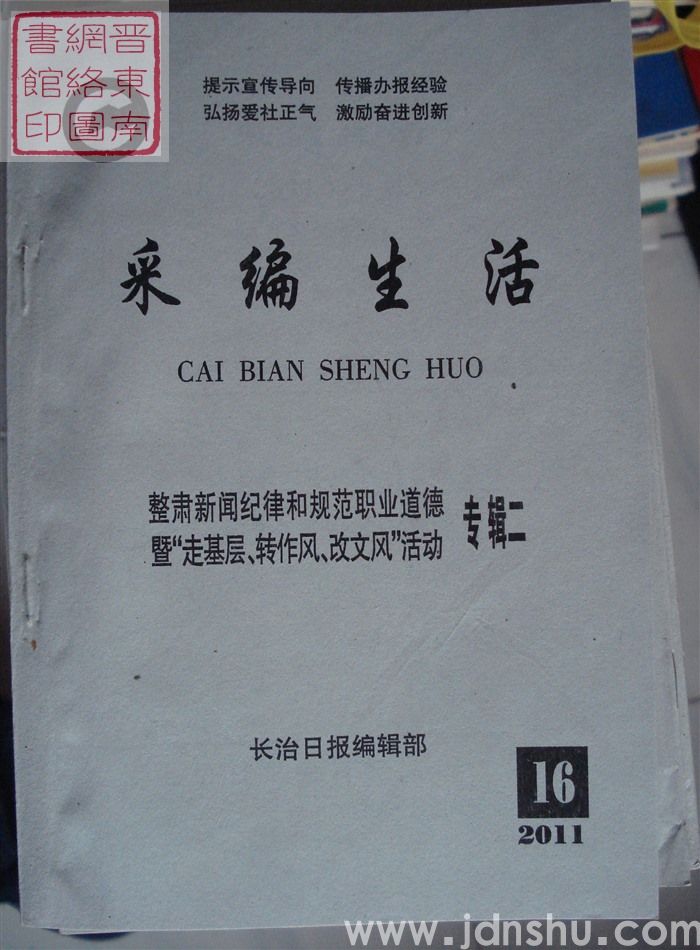 晋東南
網絡圖
書館印
提示宣传导向 传播办报经验
弘扬爱社正气 激励奋进创新
采编生活
CAI BIAN SHENG HUO
整肃新闻纪律和规范职业道德
暨“走基层、转作风、改文风”活动
专辑二
长治日报编辑部
16
2011
www.jdnshu.com